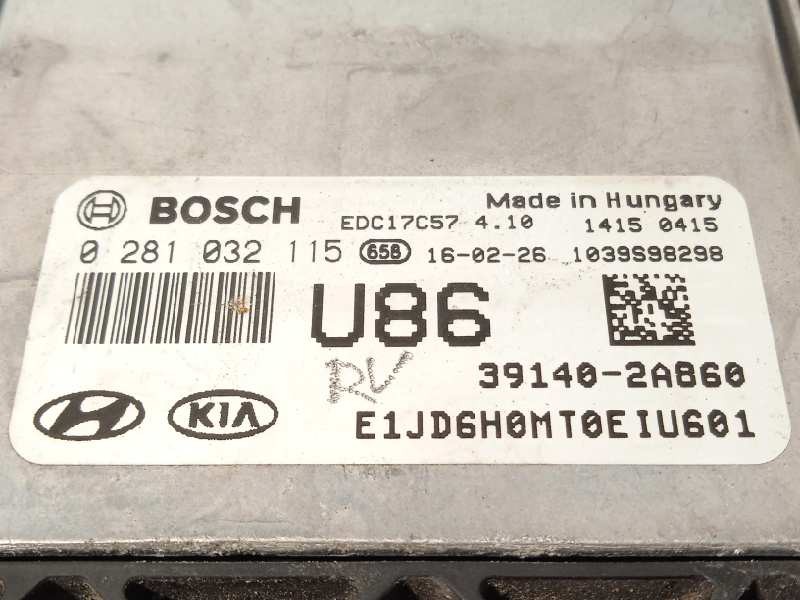 BOSCH Made in Hungary
EDC17C57 4.10 1415 0415
0 281 032 115 658 16-02-26 1039S98298
U86
RV
39140-2A860
KIA
E1JD6H0MT0EIU601